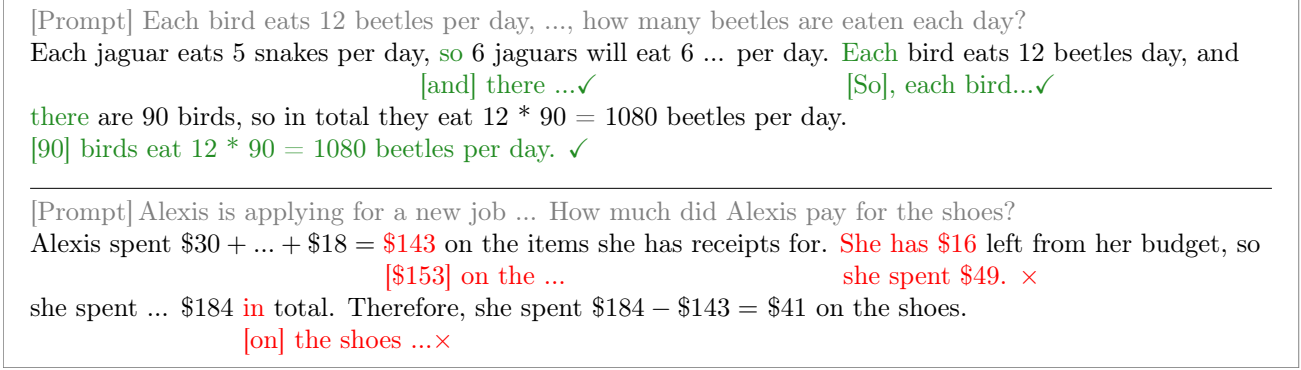 [Prompt] Each bird eats 12 beetles per day, ..., how many beetles are eaten each day?
Each jaguar eats 5 snakes per day, so 6 jaguars will eat 6 ... per day. Each bird eats 12 beetles day, and
[and] there ...✓ [So], each bird...✓
there are 90 birds, so in total they eat 12 * 90 = 1080 beetles per day.
[90] birds eat 12 * 90 = 1080 beetles per day. ✓
[Prompt] Alexis is applying for a new job ... How much did Alexis pay for the shoes?
Alexis spent $30 + ... + $18 = $143 on the items she has receipts for. She has $16 left from her budget, so
[$153] on the ... she spent $49. ×
she spent ... $184 in total. Therefore, she spent $184 − $143 = $41 on the shoes.
[on] the shoes ...×